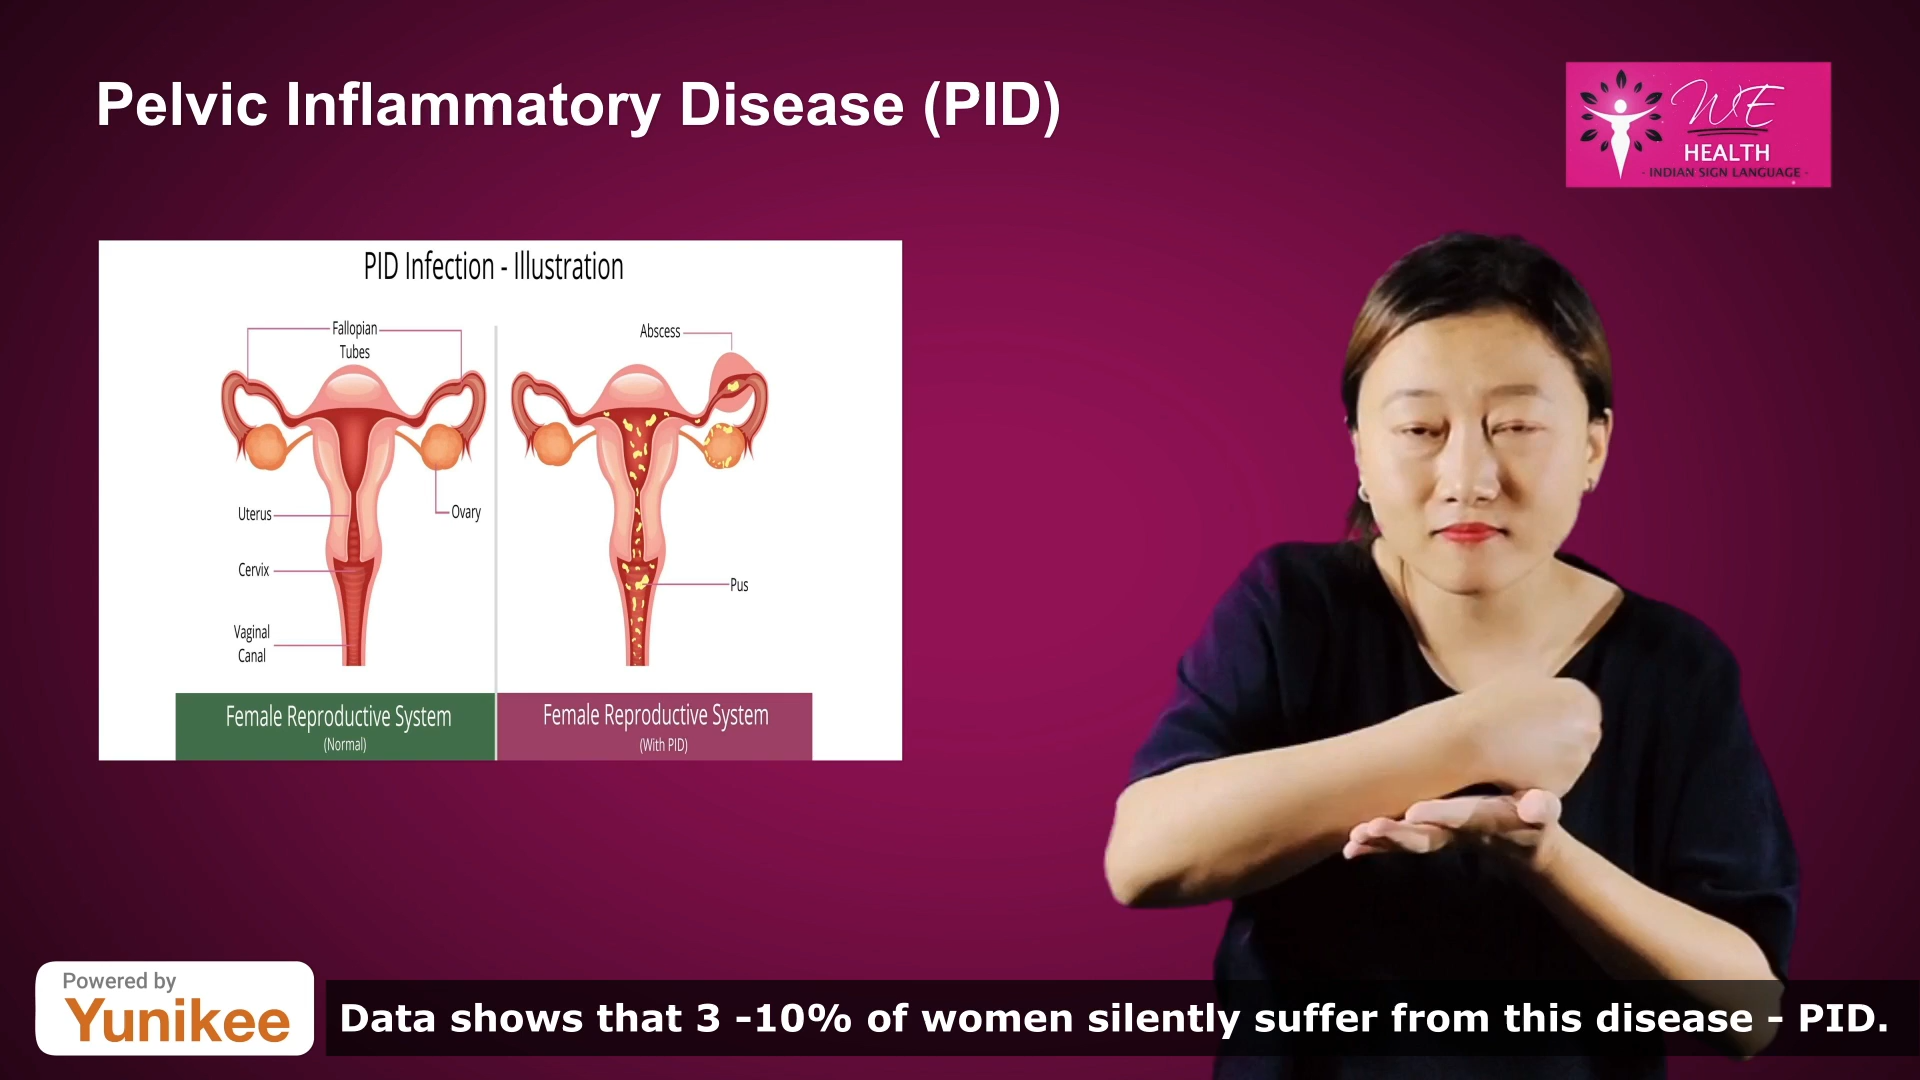 Pelvic Inflammatory Disease (PID)
WE
HEALTH
- INDIAN SIGN LANGUAGE -
PID Infection - Illustration
Fallopian
Tubes
Abscess
Uterus
Ovary
Cervix
Pus
Vaginal
Canal
Female Reproductive System
(Normal)
Female Reproductive System
(With PID)
Powered by
Yunikee
Data shows that 3 -10% of women silently suffer from this disease - PID.